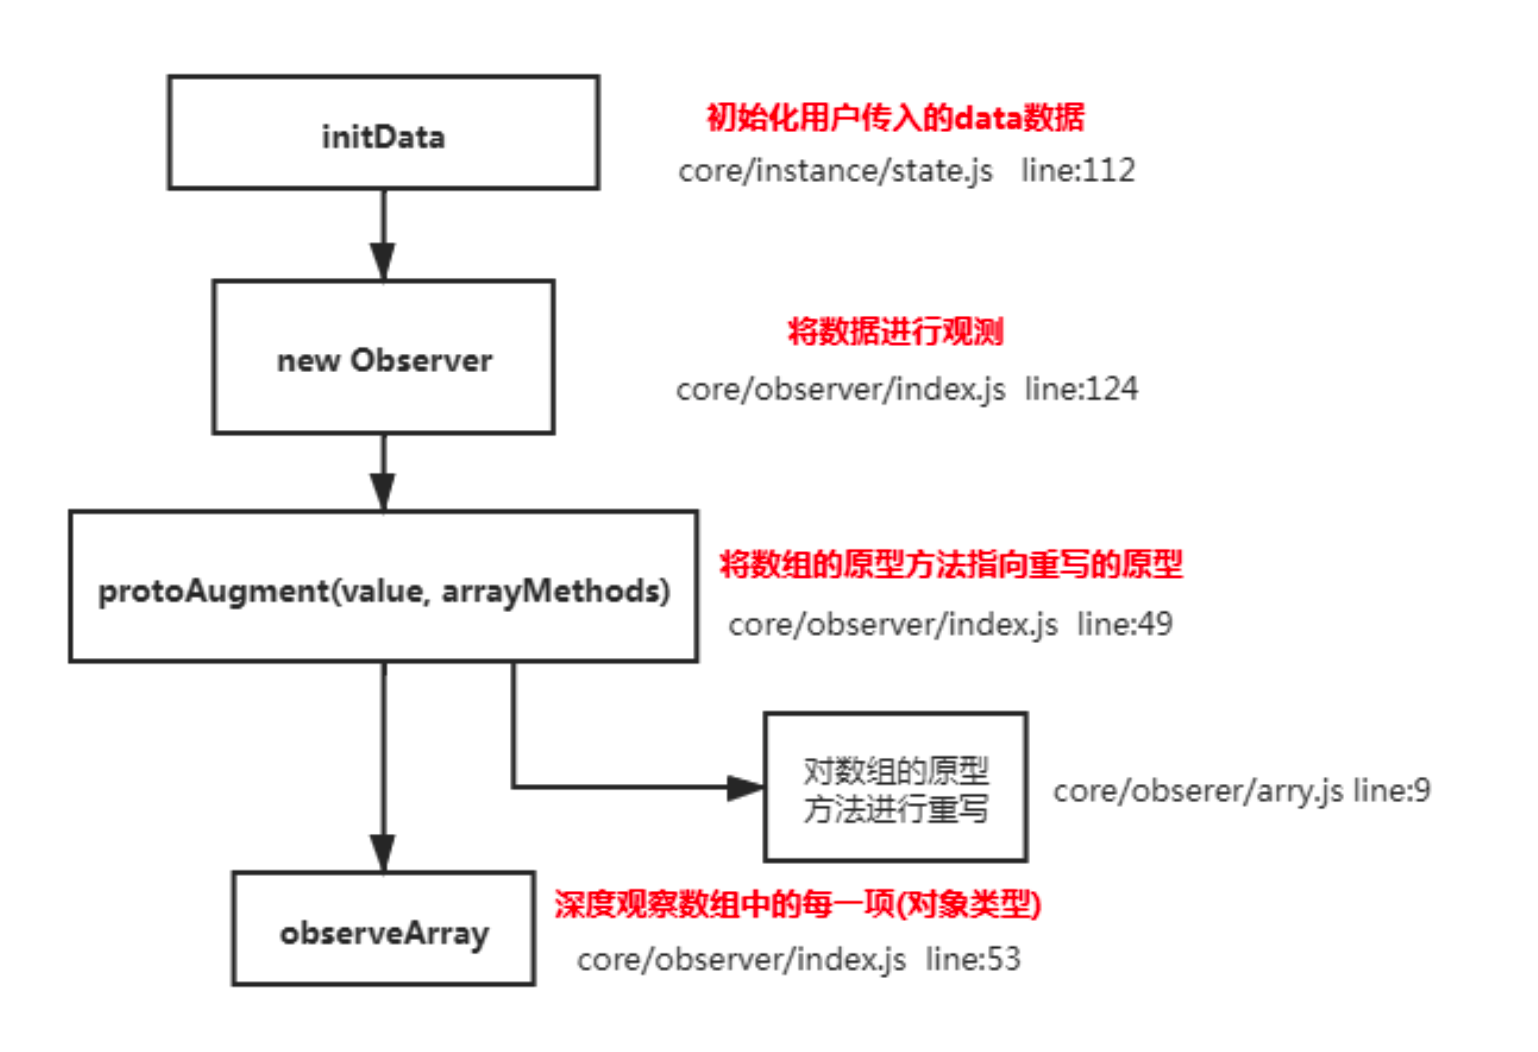 initData
初始化用户传入的data数据
core/instance/state.js line:112
new Observer
将数据进行观测
core/observer/index.js line:124
protoAugment(value, arrayMethods)
将数组的原型方法指向重写的原型
core/observer/index.js line:49
对数组的原型
方法进行重写
core/obserer/arry.js line:9
observeArray
深度观察数组中的每一项(对象类型)
core/observer/index.js line:53